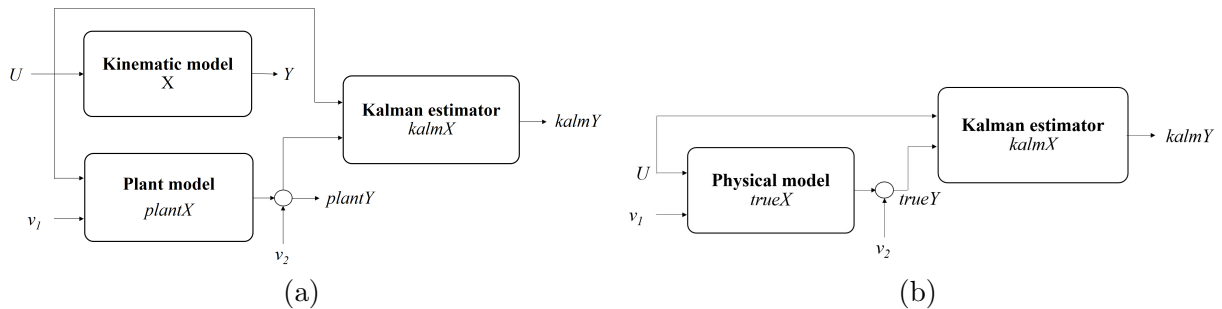 Kinematic model
X
U
Y
Kalman estimator
kalmX
kalmY
Plant model
plantX
v1
plantY
v2
(a)
Kalman estimator
kalmX
kalmY
U
Physical model
trueX
trueY
v1
v2
(b)